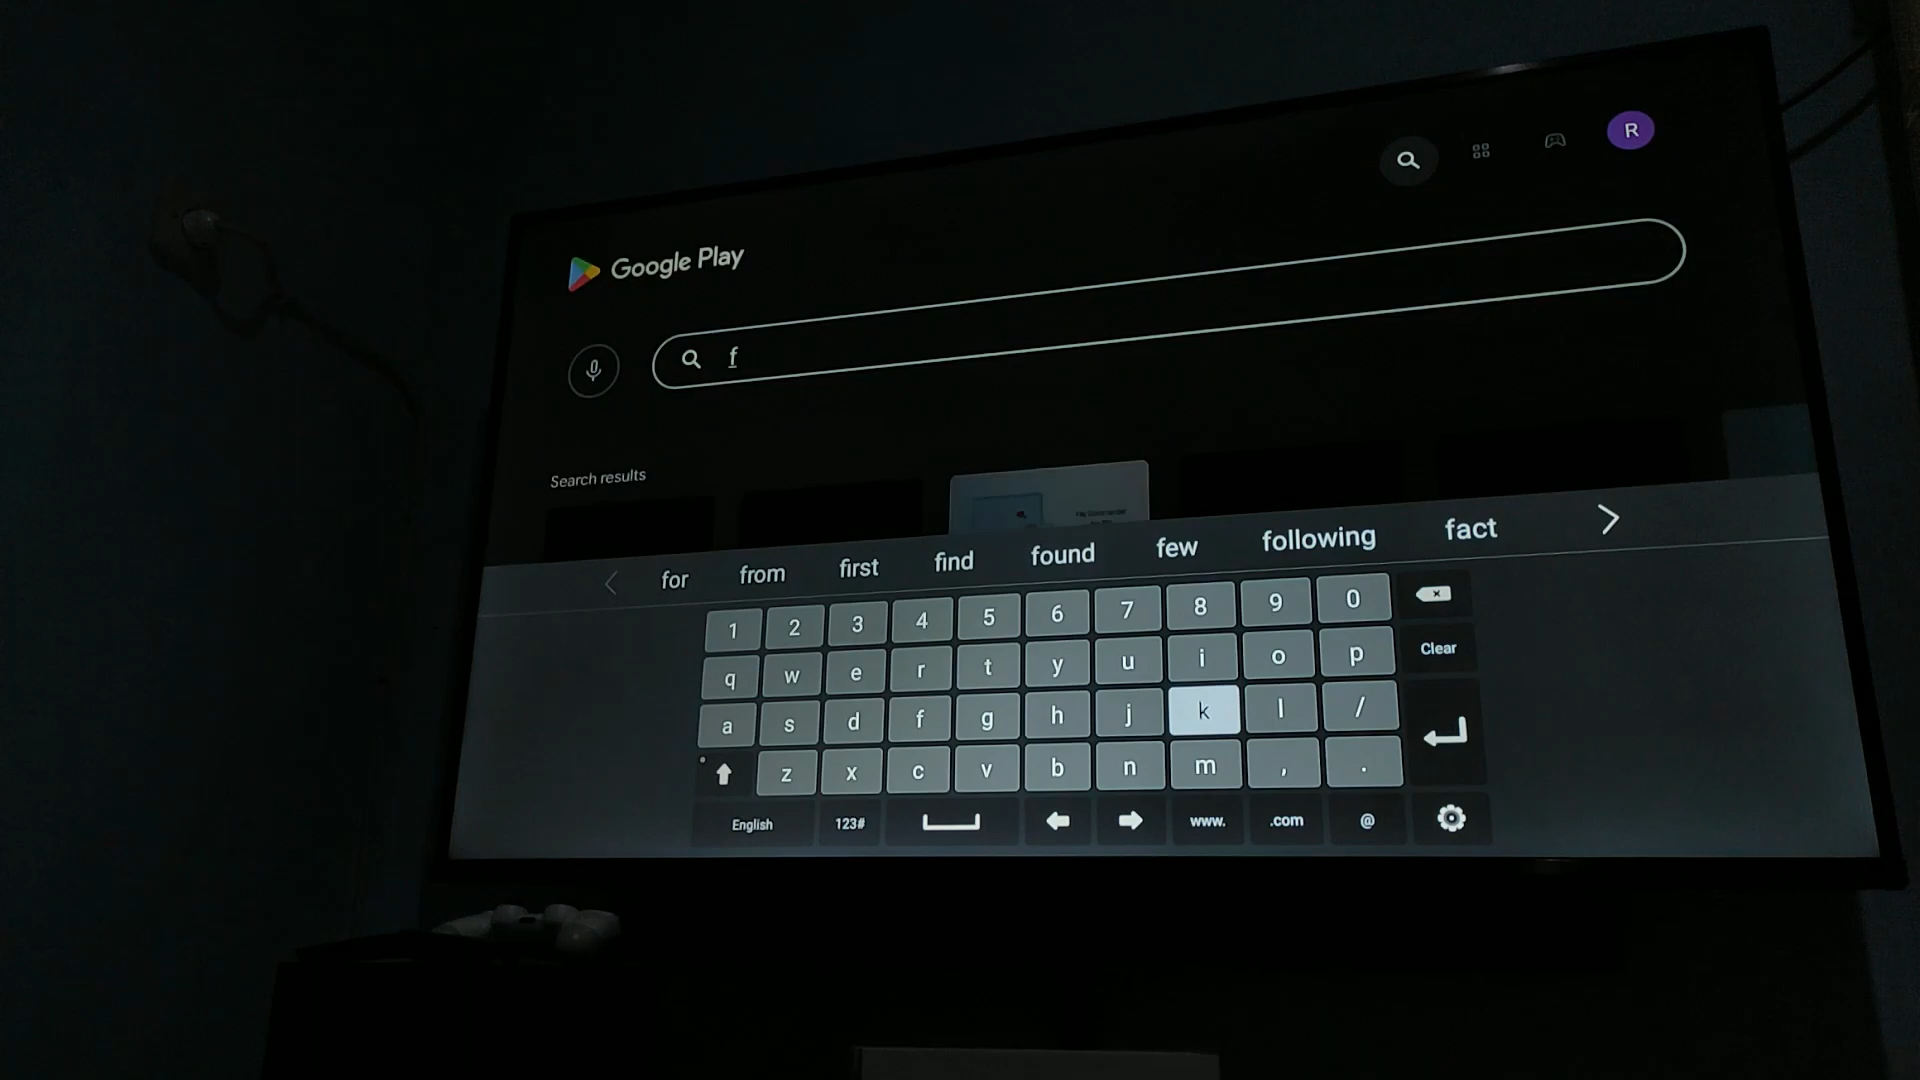 R
Google Play
f
Search results
for from first find found few following fact
1 2 3 4 5 6 7 8 9 0
q w e r t y u i o p Clear
a s d f g h j k l /
z x c v b n m , .
English 123# www. .com @